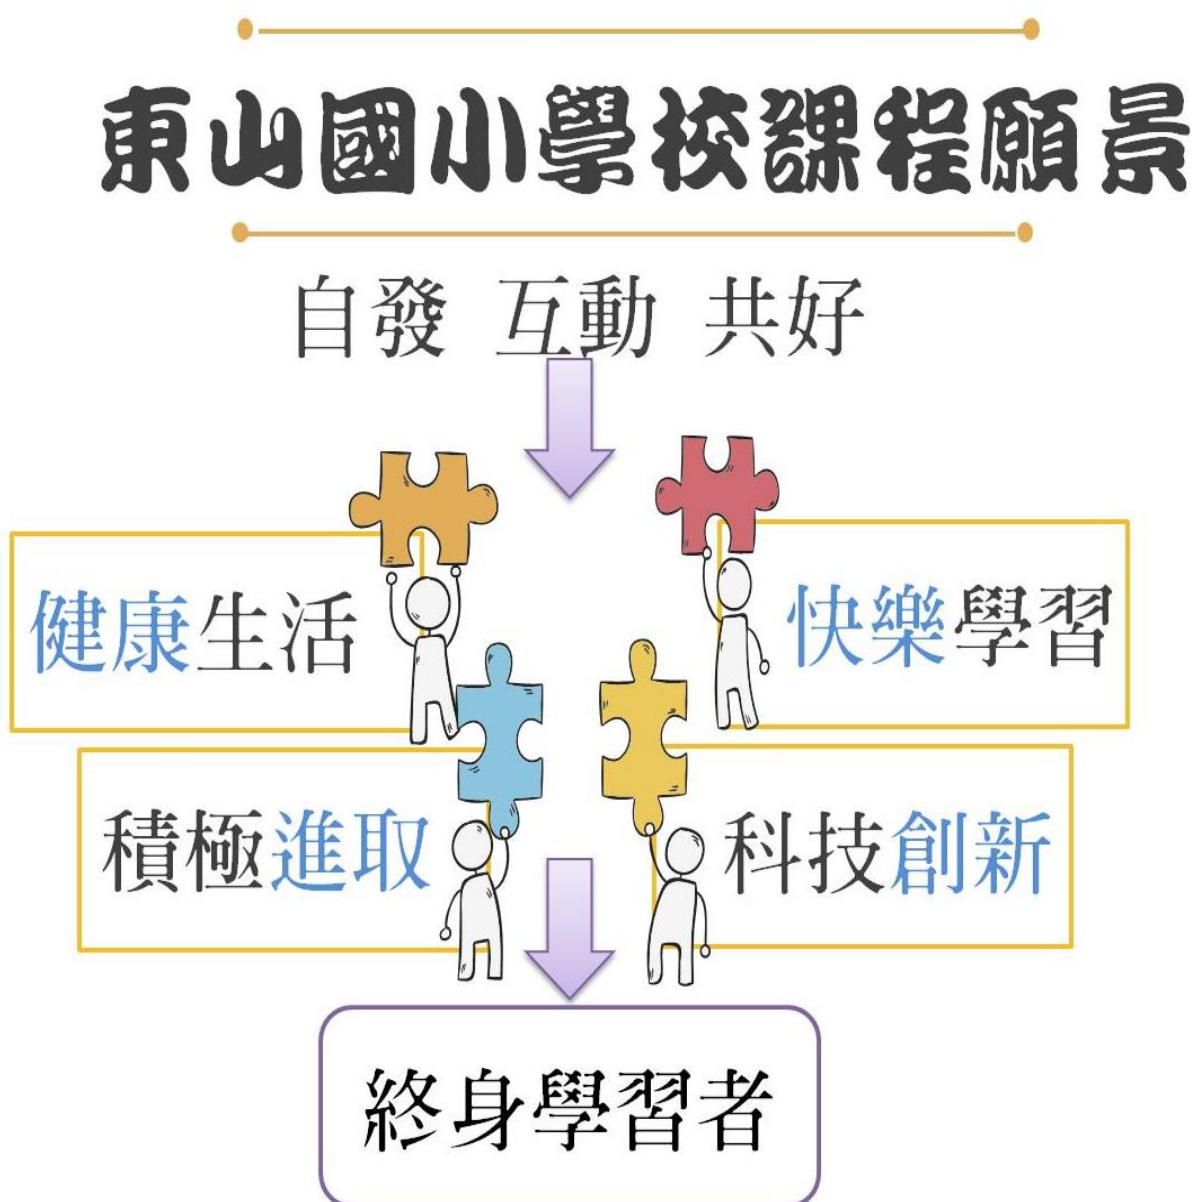 東山國小學校課程願景
自發 互動 共好
健康生活
快樂學習
積極進取
科技創新
終身學習者